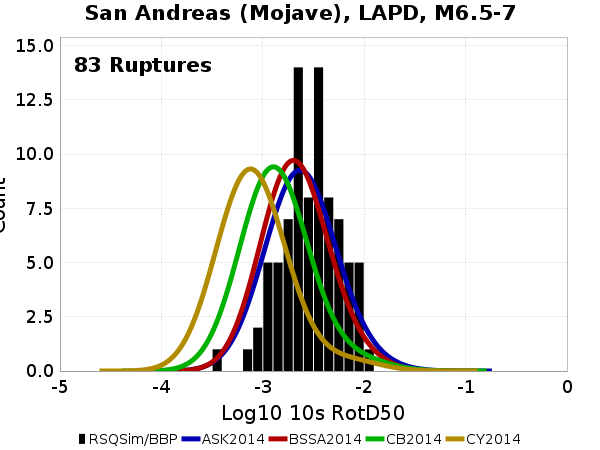 San Andreas (Mojave), LAPD, M6.5-7
83 Ruptures
15.0
12.5
10.0
7.5
5.0
2.5
0.0
Count
-5 -4 -3 -2 -1 0
Log10 10s RotD50
RSQSim/BBP ASK2014 BSSA2014 CB2014 CY2014